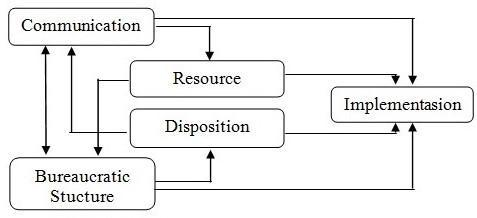 Communication
Resource
Implementasion
Disposition
Bureaucratic
Stucture